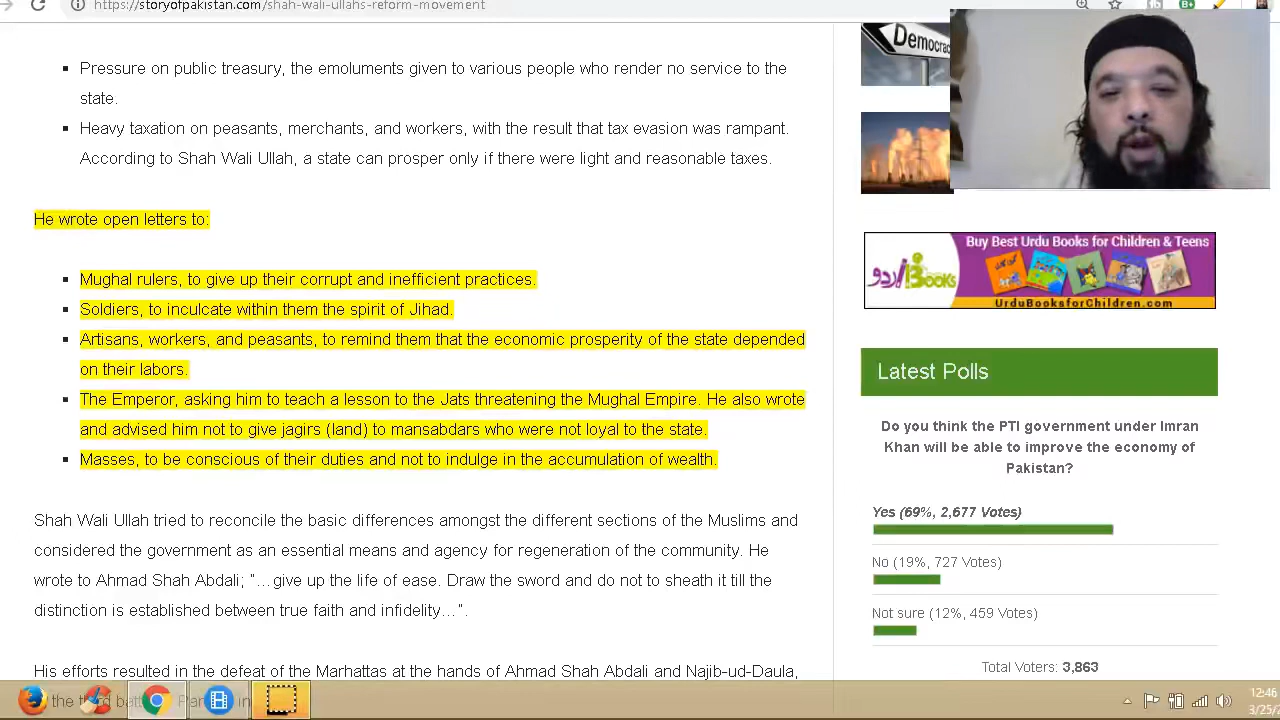 https://storyofpakistan.com/shah-wali-ullahs-reform-movement
Pressure on public treasury, the emoluments given to various people who render no service to the
state.
Heavy taxation on peasants, merchants, and workers, with the result that tax evasion was rampant.
According to Shah Wali Ullah, a state can prosper only if there were light and reasonable taxes.
He wrote open letters to:
Mughal rulers, to give up their corrupt and inefficient practices.
Soldiers, to inculcate within them the spirit of Jihad.
Artisans, workers, and peasants, to remind them that the economic prosperity of the state depended
on their labors.
The Emperor, asking him to teach a lesson to the Jats threatening the Mughal Empire. He also wrote
and advised him not to give jagirs (land) to mansabdars who were not loyal to the state.
Masses, to be conscious of their duties and not to indulge in the accumulation of wealth.
Shah Wali Ullah tried to reconcile the basic differences amongst the different sections of the Muslims and
considered the government as an essential means and agency for regeneration of the community. He
wrote to Ahmad Shah Abdali; “…give up the life of ease. Draw the sword and do not to sheath it till the
distinction is established between true faith and infidelity…”.
His efforts resulted in the defeat of the Marhattas at the hands of Ahmad Shah Abdali and Najib-ud-Daula,
the third
in
Democrac
Buy Best Urdu Books for Children & Teens
اردو Books
UrduBooksforChildren.com
Latest Polls
Do you think the PTI government under Imran
Khan will be able to improve the economy of
Pakistan?
Yes (69%, 2,677 Votes)
No (19%, 727 Votes)
Not sure (12%, 459 Votes)
Total Voters: 3,863
12:46
3/25/2